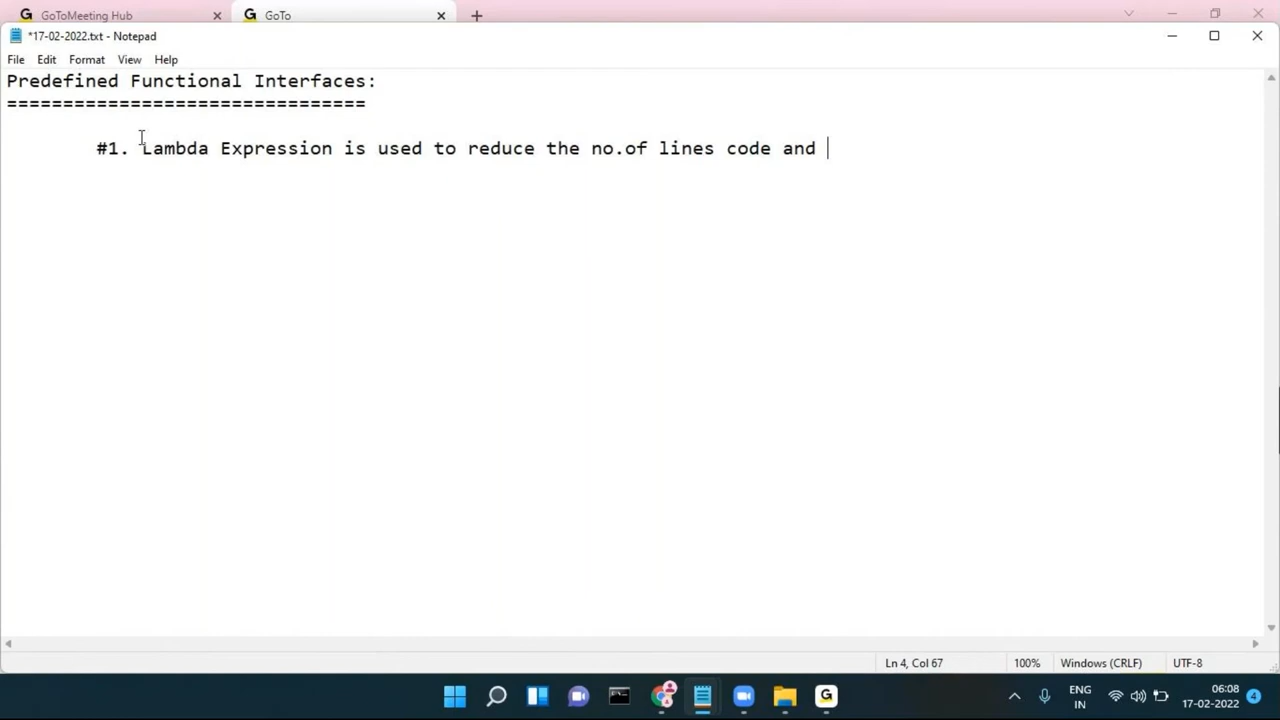 GoToMeeting Hub
GoTo
*17-02-2022.txt - Notepad
File Edit Format View Help
Predefined Functional Interfaces:
================================
#1. Lambda Expression is used to reduce the no.of lines code and
Ln 4, Col 67 100% Windows (CRLF) UTF-8
ENG
IN
06:08
17-02-2022
4